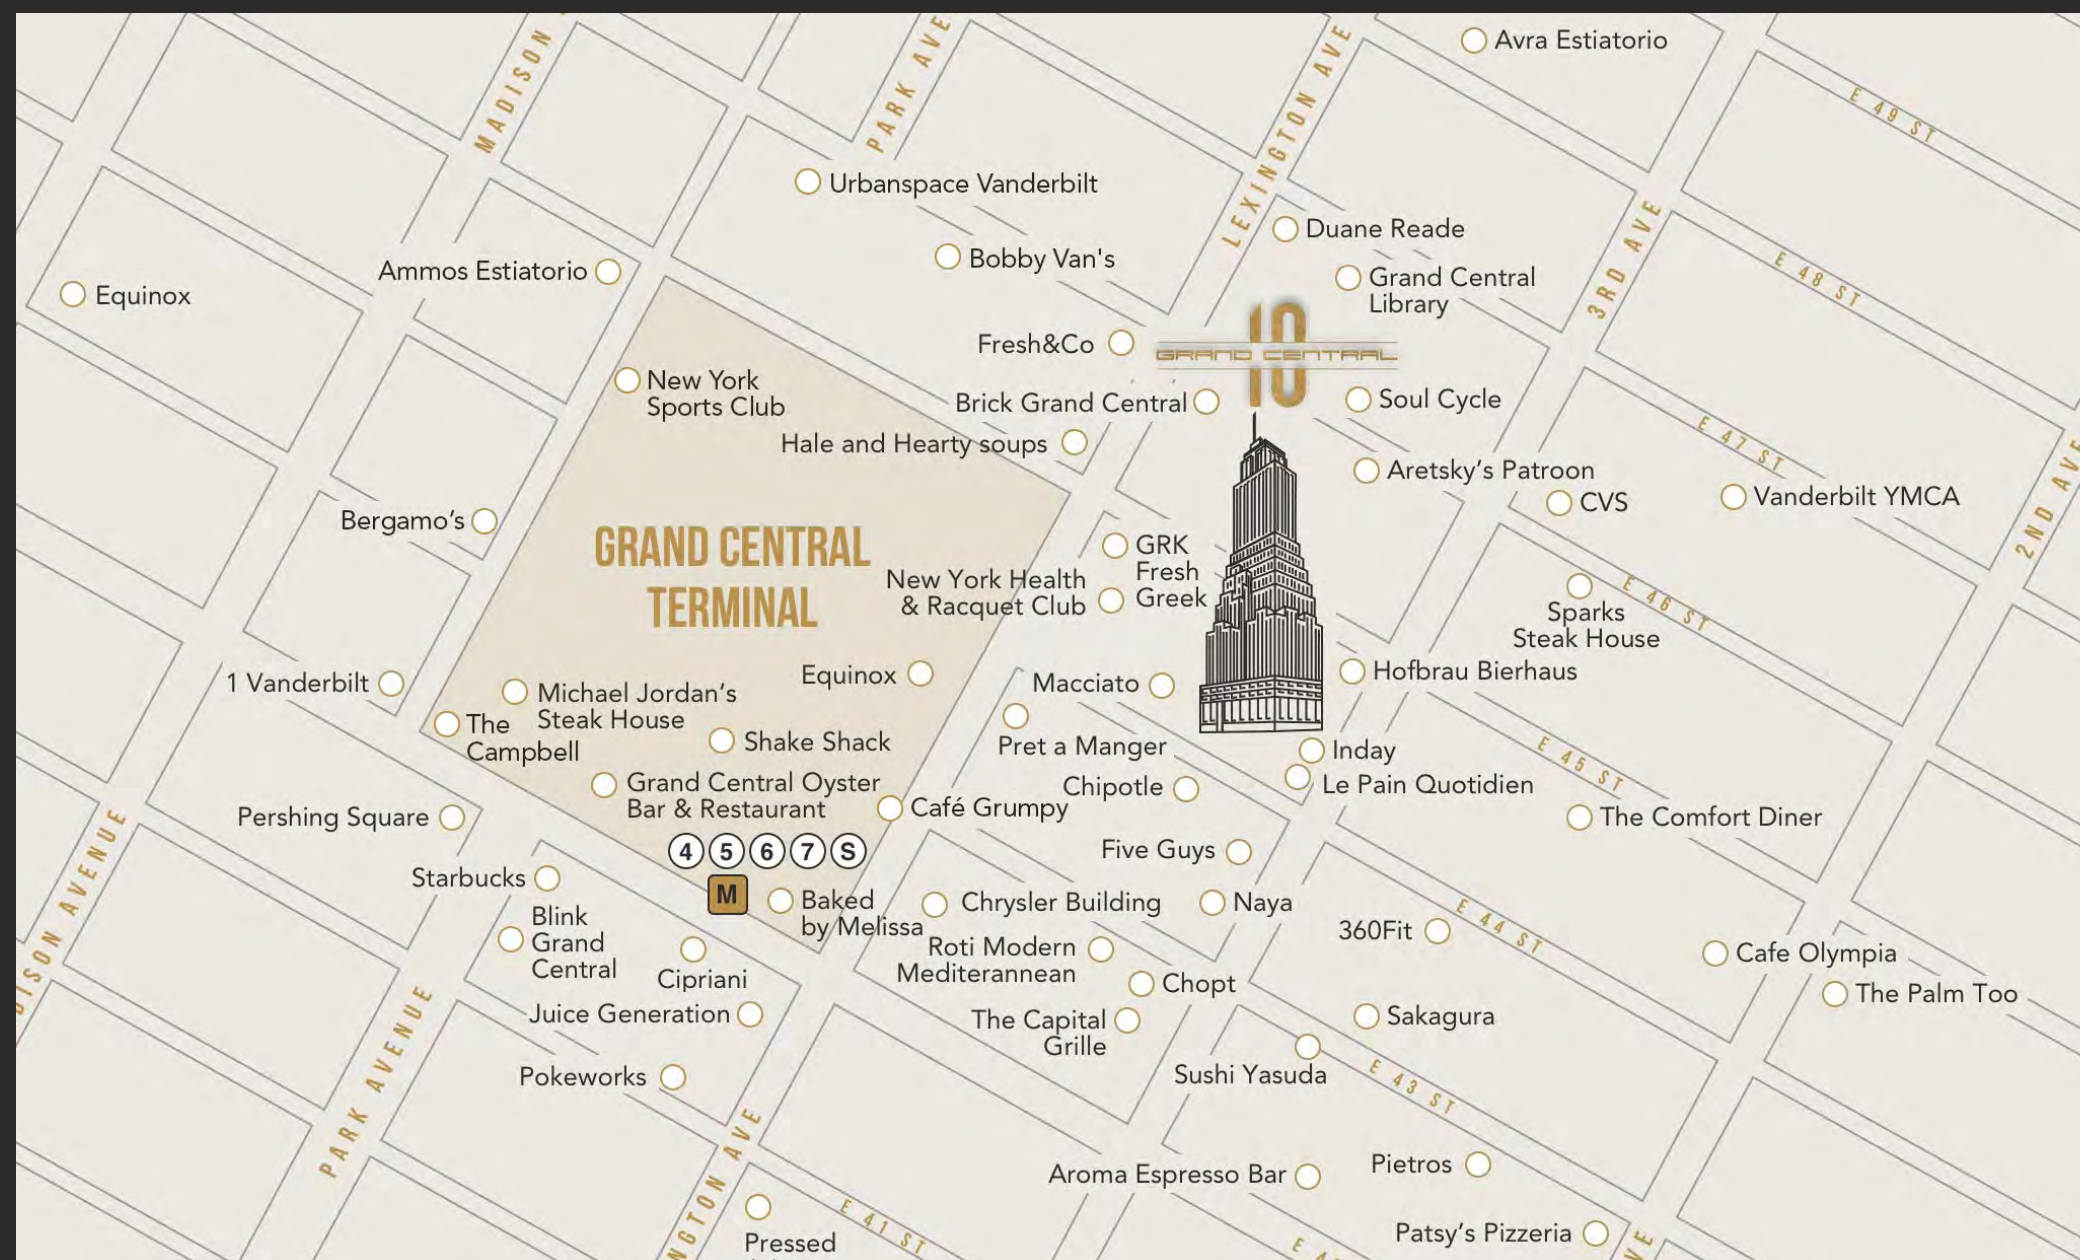 MADISON
PARK AVE
LEXINGTON AVE
Avra Estiatorio
E 49 ST
Urbanspace Vanderbilt
Duane Reade
3RD AVE
Bobby Van's
Ammos Estiatorio
Grand Central
Library
E 48 ST
Equinox
Fresh&Co
10
GRAND CENTRAL
New York
Sports Club
Brick Grand Central
Soul Cycle
Hale and Hearty soups
E 47 ST
Aretsky's Patroon
CVS
Vanderbilt YMCA
2ND AVE
Bergamo's
GRAND CENTRAL
TERMINAL
GRK
Fresh
Greek
New York Health
& Racquet Club
E 46 ST
Sparks
Steak House
1 Vanderbilt
Michael Jordan's
Steak House
Equinox
Macciato
Hofbrau Bierhaus
The
Campbell
Shake Shack
Pret a Manger
Inday
E 45 ST
Grand Central Oyster
Bar & Restaurant
Chipotle
Le Pain Quotidien
Café Grumpy
Pershing Square
The Comfort Diner
4 5 6 7 S
M
Five Guys
Starbucks
Baked
by Melissa
Chrysler Building
Naya
Blink
Grand
Central
360Fit
E 44 ST
Roti Modern
Mediterannean
Cafe Olympia
Cipriani
Chopt
The Palm Too
Juice Generation
The Capital
Grille
Sakagura
Pokeworks
Sushi Yasuda
E 43 ST
PARK AVENUE
Aroma Espresso Bar
Pietros
E 41 ST
Pressed
Patsy's Pizzeria